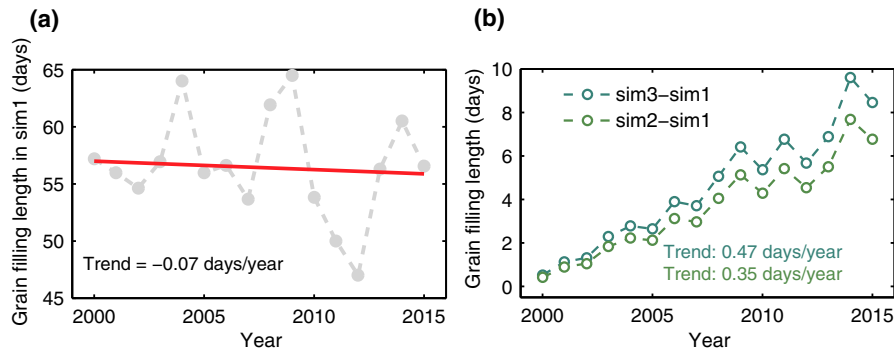 (a)
Grain filling length in sim1 (days)
65
60
55
50
45
Trend = −0.07 days/year
2000
2005
2010
2015
Year
(b)
Grain filling length (days)
10
8
6
4
2
0
sim3−sim1
sim2−sim1
Trend: 0.47 days/year
Trend: 0.35 days/year
2000
2005
2010
2015
Year